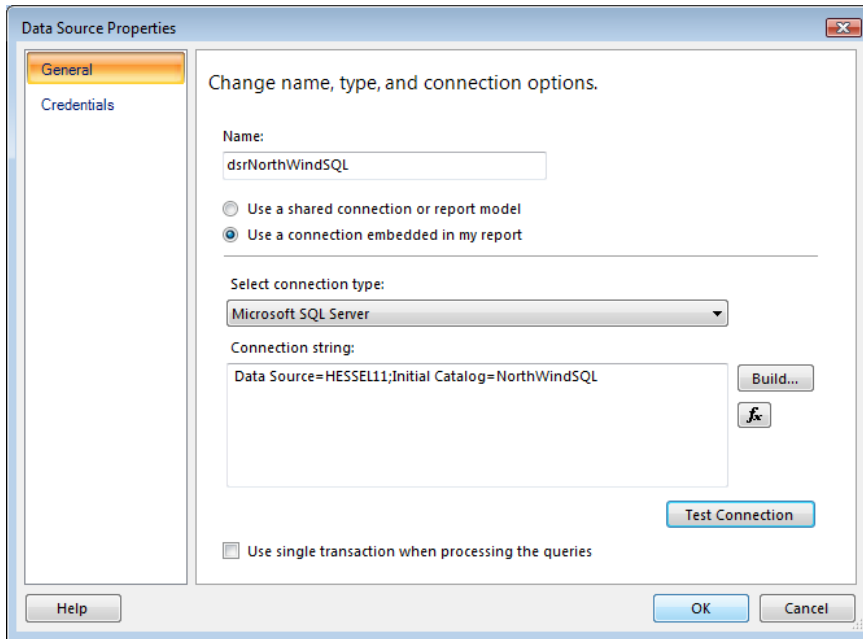 Data Source Properties
General
Credentials
Change name, type, and connection options.
Name:
dsrNorthWindSQL
Use a shared connection or report model
Use a connection embedded in my report
Select connection type:
Microsoft SQL Server
Connection string:
Data Source=HESSEL11;Initial Catalog=NorthWindSQL
Build...
fx
Test Connection
Use single transaction when processing the queries
Help
OK
Cancel